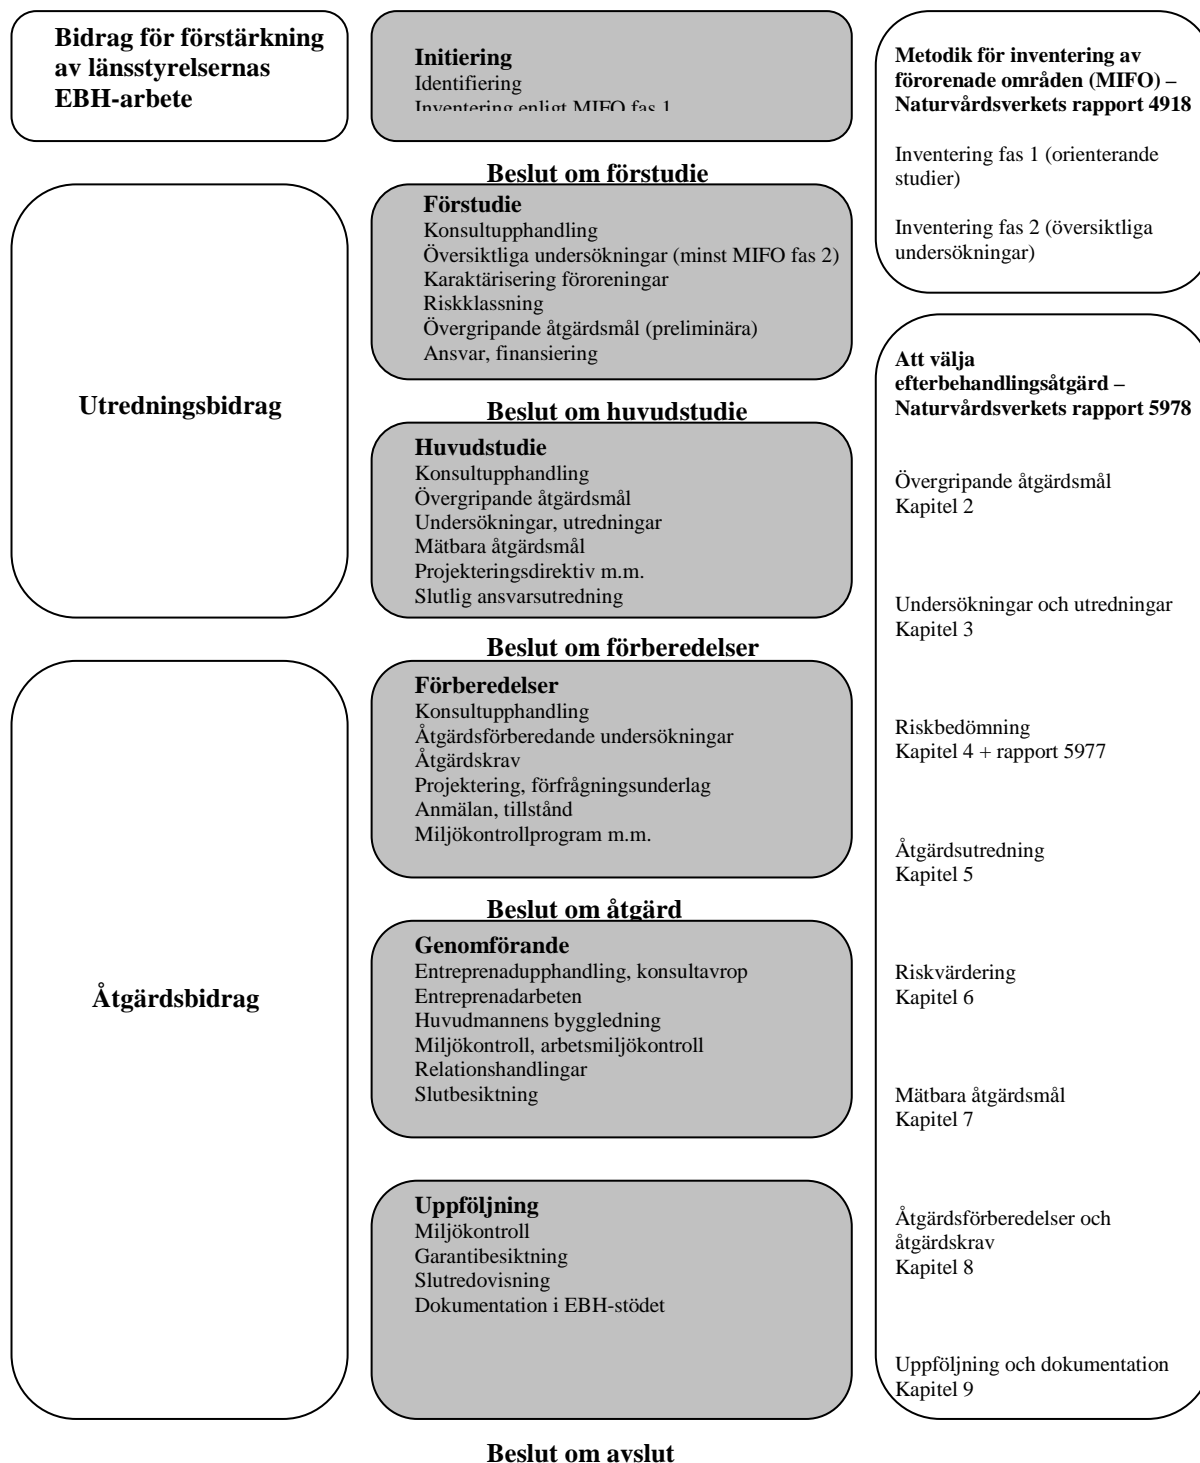 Bidrag för förstärkning
av länsstyrelsernas
EBH-arbete
Utredningsbidrag
Åtgärdsbidrag
Initiering
Identifiering
Inventering enligt MIFO fas 1
Beslut om förstudie
Förstudie
Konsultupphandling
Översiktliga undersökningar (minst MIFO fas 2)
Karaktärisering föroreningar
Riskklassning
Övergripande åtgärdsmål (preliminära)
Ansvar, finansiering
Beslut om huvudstudie
Huvudstudie
Konsultupphandling
Övergripande åtgärdsmål
Undersökningar, utredningar
Mätbara åtgärdsmål
Projekteringsdirektiv m.m.
Slutlig ansvarsutredning
Beslut om förberedelser
Förberedelser
Konsultupphandling
Åtgärdsförberedande undersökningar
Åtgärdskrav
Projektering, förfrågningsunderlag
Anmälan, tillstånd
Miljökontrollprogram m.m.
Beslut om åtgärd
Genomförande
Entreprenadupphandling, konsultavrop
Entreprenadarbeten
Huvudmannens byggledning
Miljökontroll, arbetsmiljökontroll
Relationshandlingar
Slutbesiktning
Uppföljning
Miljökontroll
Garantibesiktning
Slutredovisning
Dokumentation i EBH-stödet
Beslut om avslut
Metodik för inventering av
förorenade områden (MIFO) –
Naturvårdsverkets rapport 4918
Inventering fas 1 (orienterande
studier)
Inventering fas 2 (översiktliga
undersökningar)
Att välja
efterbehandlingsåtgärd –
Naturvårdsverkets rapport 5978
Övergripande åtgärdsmål
Kapitel 2
Undersökningar och utredningar
Kapitel 3
Riskbedömning
Kapitel 4 + rapport 5977
Åtgärdsutredning
Kapitel 5
Riskvärdering
Kapitel 6
Mätbara åtgärdsmål
Kapitel 7
Åtgärdsförberedelser och
åtgärdskrav
Kapitel 8
Uppföljning och dokumentation
Kapitel 9